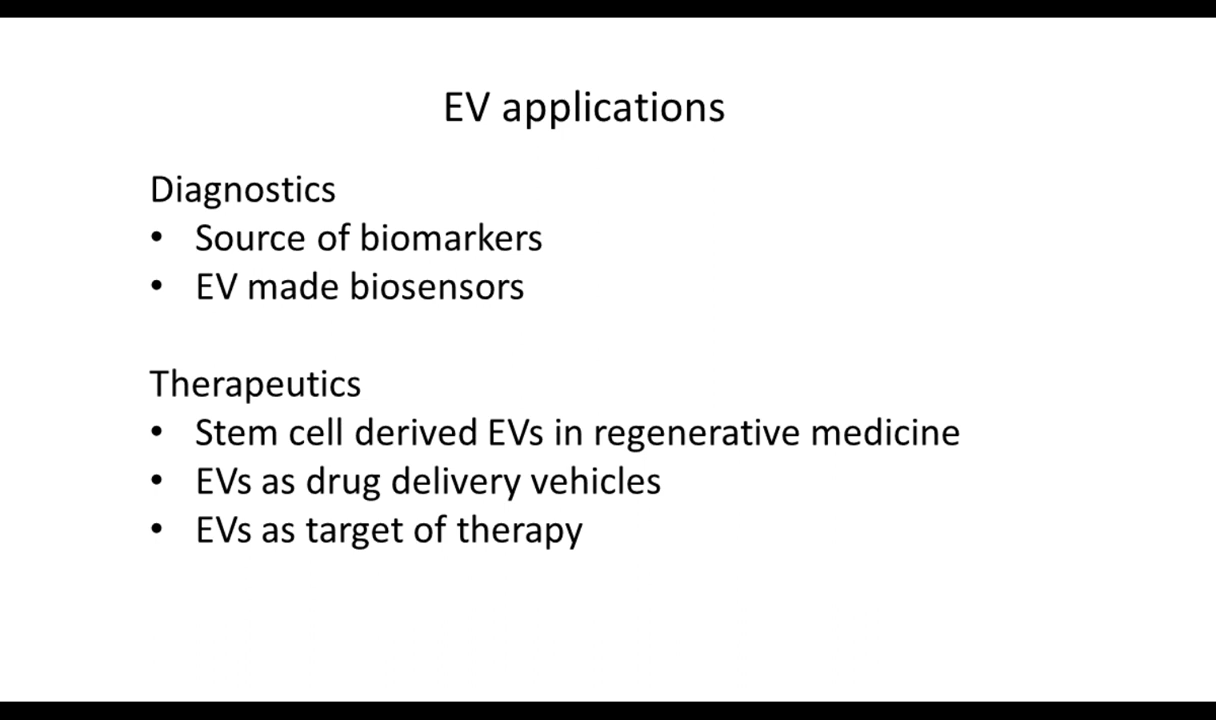 EV applications
Diagnostics
• Source of biomarkers
• EV made biosensors
Therapeutics
• Stem cell derived EVs in regenerative medicine
• EVs as drug delivery vehicles
• EVs as target of therapy